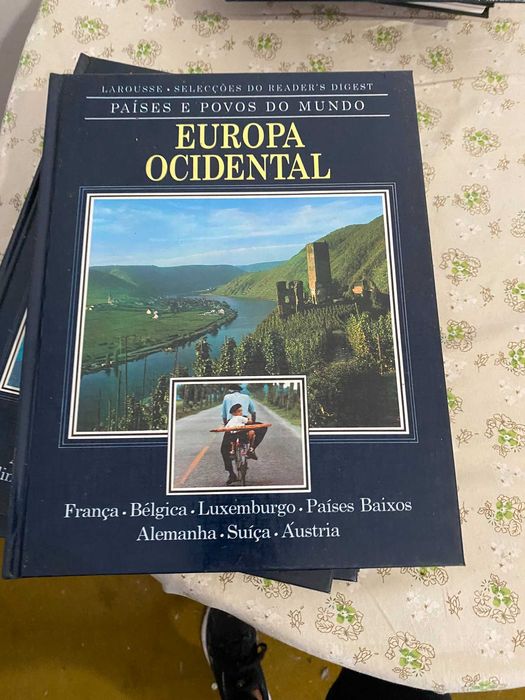 LAROUSSE • SELECÇÕES DO READER'S DIGEST
PAÍSES E POVOS DO MUNDO
EUROPA
OCIDENTAL
França • Bélgica • Luxemburgo • Países Baixos
Alemanha • Suíça • Áustria